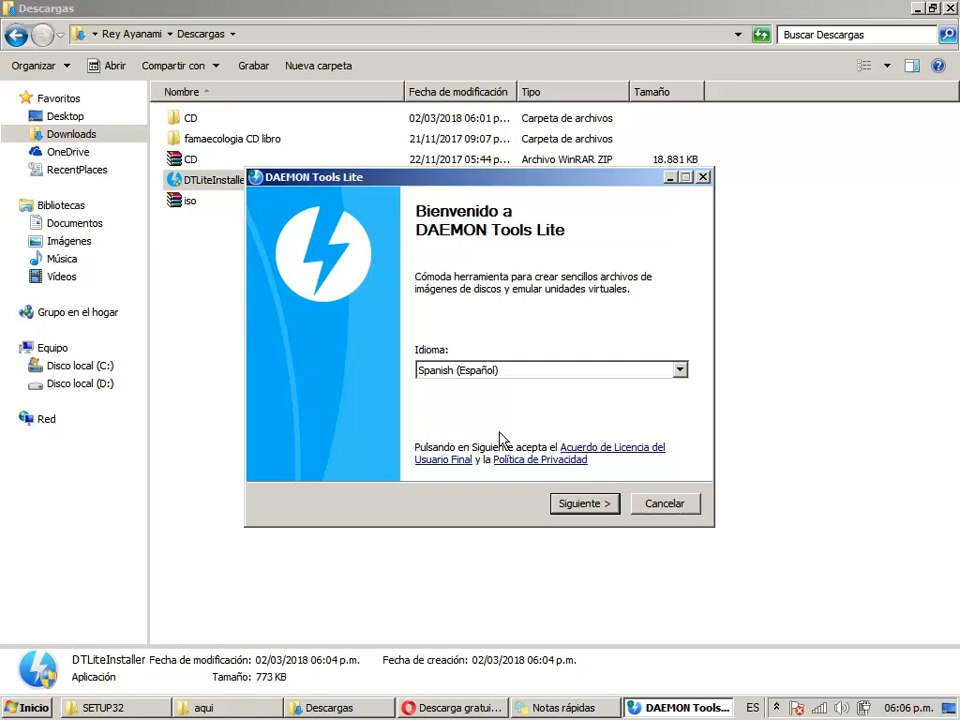 Descargas
Rey Ayanami
Descargas
Buscar Descargas
Organizar
Abrir
Compartir con
Grabar
Nueva carpeta
Nombre
Fecha de modificación
Tipo
Tamaño
Favoritos
Desktop
Downloads
OneDrive
RecentPlaces
Bibliotecas
Documentos
Imágenes
Música
Vídeos
Grupo en el hogar
Equipo
Disco local (C:)
Disco local (D:)
Red
CD 02/03/2018 06:01 p.m... Carpeta de archivos
famaecologia CD libro 21/11/2017 09:07 p... Carpeta de archivos
CD 22/11/2017 05:44 p... Archivo WinRAR ZIP 18.881 KB
DTLiteInstalle
iso
DAEMON Tools Lite
Bienvenido a
DAEMON Tools Lite
Cómoda herramienta para crear sencillos archivos de
imágenes de discos y emular unidades virtuales.
Idioma:
Spanish (Español)
Pulsando en Siguiente acepta el Acuerdo de Licencia del
Usuario Final y la Política de Privacidad
Siguiente >
Cancelar
DTLiteInstaller Fecha de modificación: 02/03/2018 06:04 p.m. Fecha de creación: 02/03/2018 06:04 p.m.
Aplicación Tamaño: 773 KB
Inicio
SETUP32
aqui
Descargas
Descarga gratui...
Notas rápidas
DAEMON Tools...
ES
06:06 p.m.